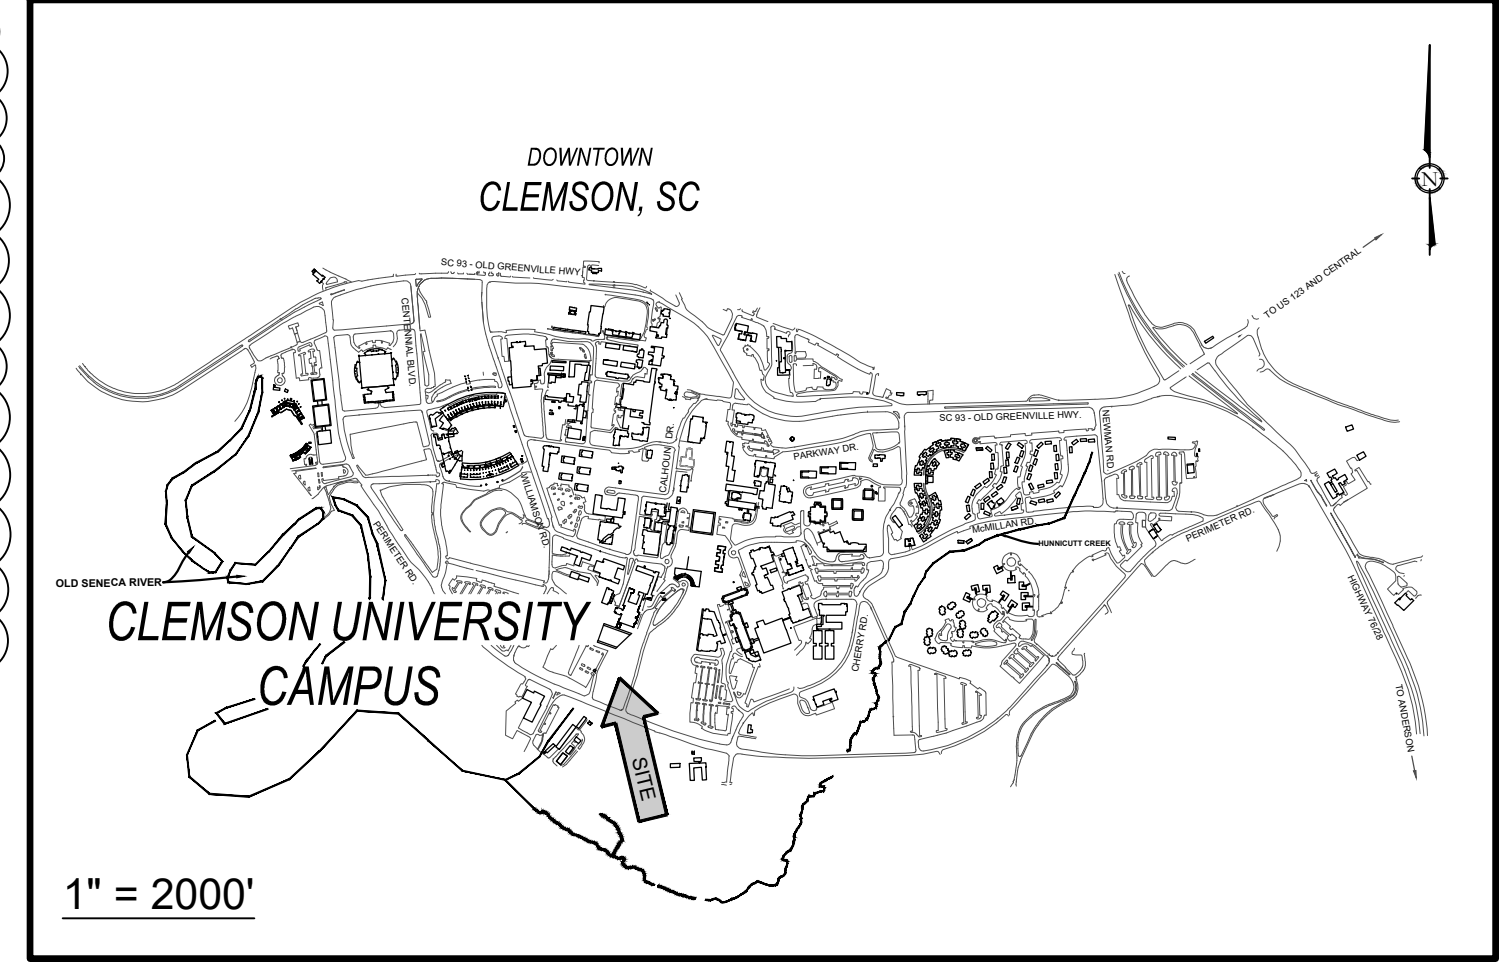 DOWNTOWN
CLEMSON, SC
N
SC 93 - OLD GREENVILLE HWY
TO US 123 AND CENTRAL
CENTENNIAL BLVD.
SC 93 - OLD GREENVILLE HWY.
NEWMAN RD.
CALHOUN DR.
PARKWAY DR.
WILLIAMSON RD.
PERIMETER RD.
McMILLAN RD.
HUNNICUTT CREEK
PERIMETER RD.
OLD SENECA RIVER
HIGHWAY 76/28
CLEMSON UNIVERSITY
CAMPUS
CHERRY RD.
TO ANDERSON
SITE
1" = 2000'